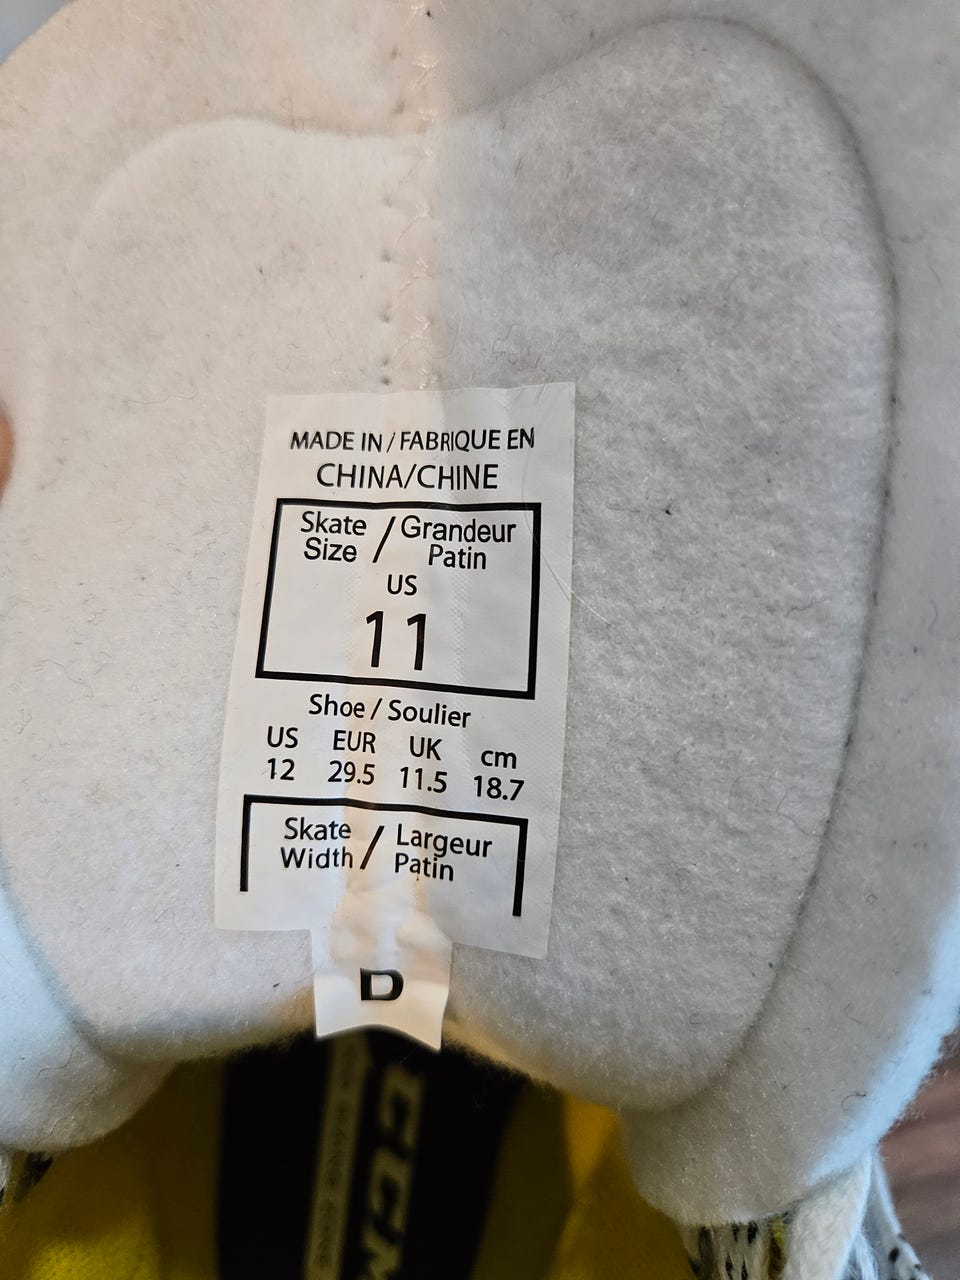 MADE IN / FABRIQUE EN
CHINA/CHINE
Skate Size / Grandeur Patin
US
11
Shoe / Soulier
US EUR UK cm
12 29.5 11.5 18.7
Skate Width / Largeur Patin
D
CCM